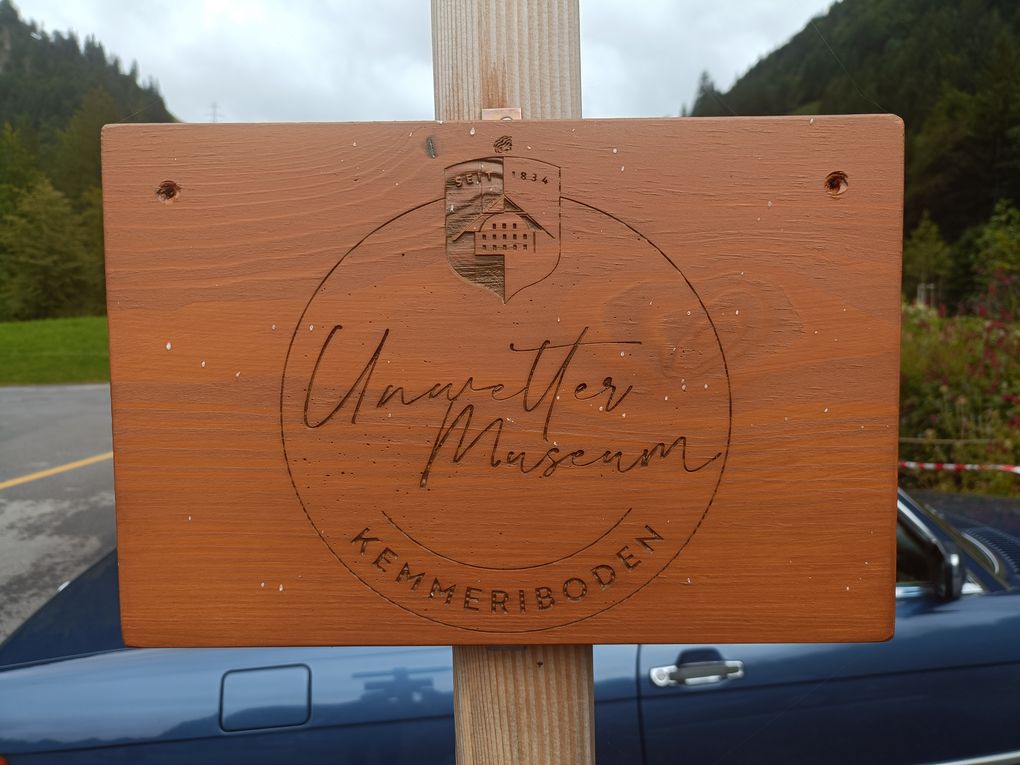 SEIT 1834
Unwetter
Museum
KEMMERIBODEN